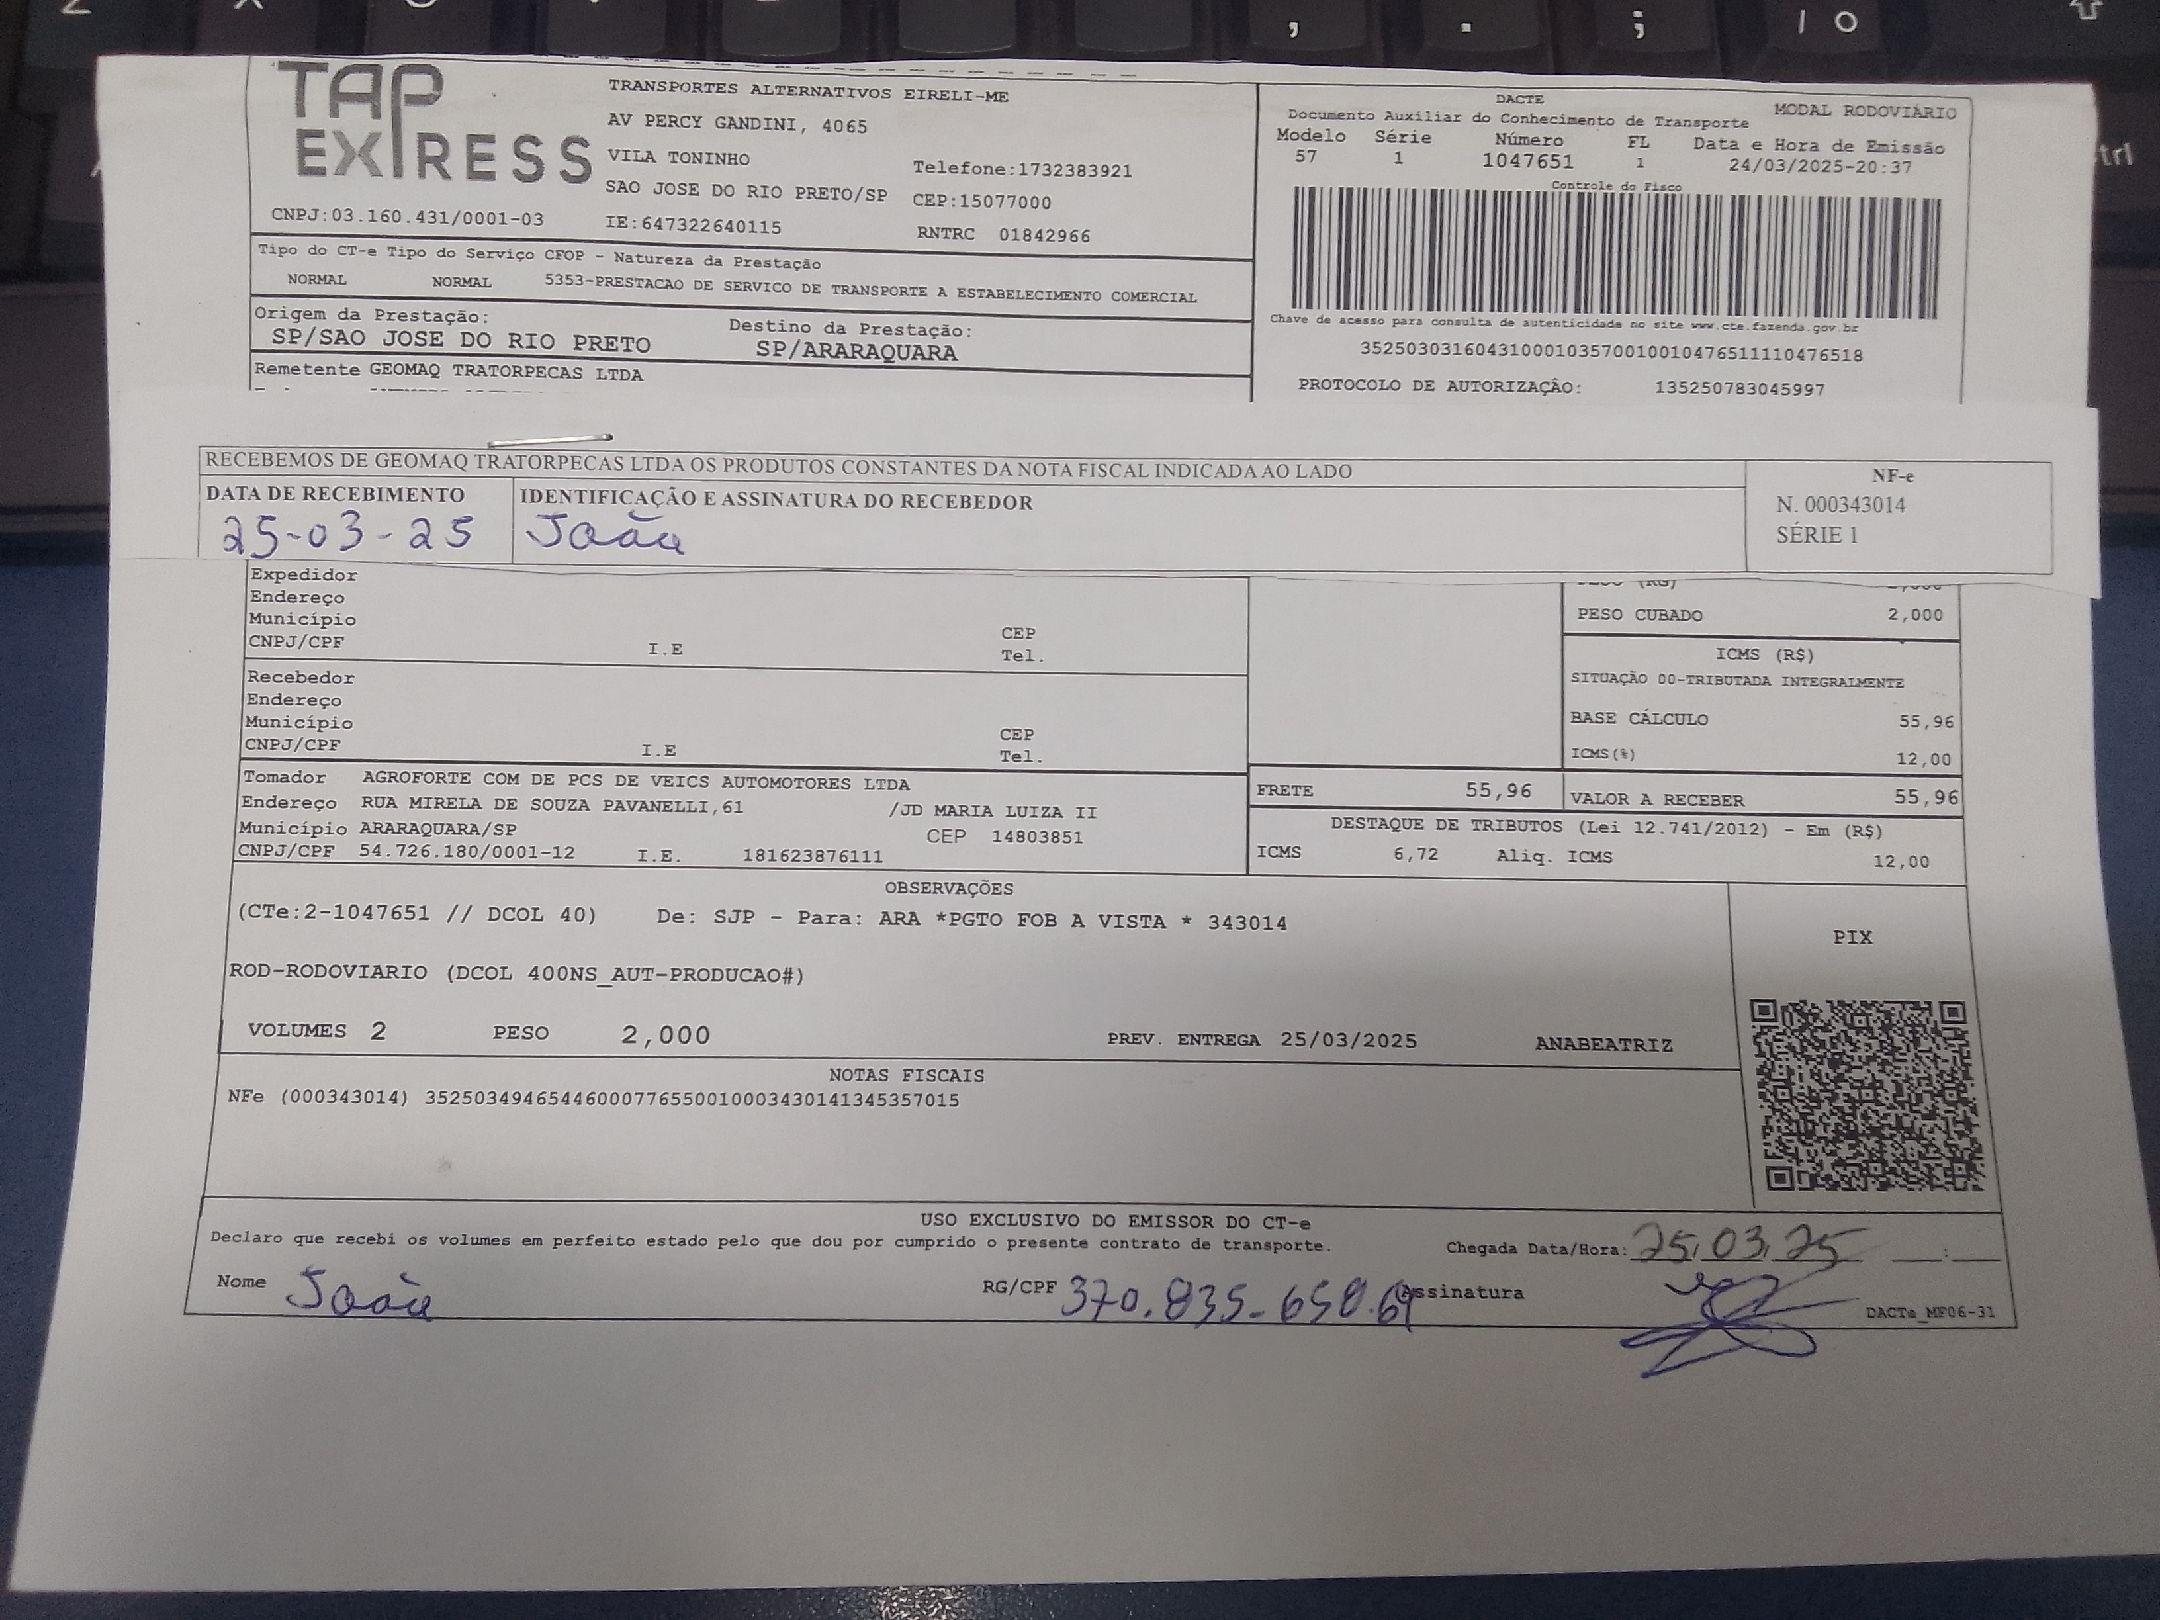 TAP EXPRESS
TRANSPORTES ALTERNATIVOS EIRELI-ME
AV PERCY GANDINI, 4065
VILA TONINHO
Telefone:1732383921
SAO JOSE DO RIO PRETO/SP CEP:15077000
CNPJ:03.160.431/0001-03 IE:647322640115 RNTRC 01842966
DACTE MODAL RODOVIÁRIO
Documento Auxiliar do Conhecimento de Transporte
Modelo Série Número FL Data e Hora de Emissão
57 1 1047651 1 24/03/2025-20:37
Controle do Fisco
Chave de acesso para consulta de autenticidade no site www.cte.fazenda.gov.br
35250303160431000103570010010476511110476518
PROTOCOLO DE AUTORIZAÇÃO: 135250783045997
Tipo do CT-e Tipo do Serviço CFOP - Natureza da Prestação
NORMAL NORMAL 5353-PRESTACAO DE SERVICO DE TRANSPORTE A ESTABELECIMENTO COMERCIAL
Origem da Prestação: Destino da Prestação:
SP/SAO JOSE DO RIO PRETO SP/ARARAQUARA
Remetente GEOMAQ TRATORPECAS LTDA
RECEBEMOS DE GEOMAQ TRATORPECAS LTDA OS PRODUTOS CONSTANTES DA NOTA FISCAL INDICADA AO LADO
DATA DE RECEBIMENTO IDENTIFICAÇÃO E ASSINATURA DO RECEBEDOR
25-03-25 João
NF-e
N. 000343014
SÉRIE 1
Expedidor
Endereço
Município CEP
CNPJ/CPF I.E Tel.
Recebedor
Endereço
Município CEP
CNPJ/CPF I.E Tel.
PESO CUBADO 2,000
ICMS (R$)
SITUAÇÃO 00-TRIBUTADA INTEGRALMENTE
BASE CÁLCULO 55,96
ICMS(%) 12,00
Tomador AGROFORTE COM DE PCS DE VEICS AUTOMOTORES LTDA
Endereço RUA MIRELA DE SOUZA PAVANELLI,61 /JD MARIA LUIZA II
Município ARARAQUARA/SP CEP 14803851
CNPJ/CPF 54.726.180/0001-12 I.E. 181623876111
FRETE 55,96 VALOR A RECEBER 55,96
DESTAQUE DE TRIBUTOS (Lei 12.741/2012) - Em (R$)
ICMS 6,72 Aliq. ICMS 12,00
OBSERVAÇÕES
(CTe:2-1047651 // DCOL 40) De: SJP - Para: ARA *PGTO FOB A VISTA * 343014
PIX
ROD-RODOVIARIO (DCOL 400NS_AUT-PRODUCAO#)
VOLUMES 2 PESO 2,000 PREV. ENTREGA 25/03/2025 ANABEATRIZ
NOTAS FISCAIS
NFe (000343014) 35250349465446000776550010003430141345357015
USO EXCLUSIVO DO EMISSOR DO CT-e
Declaro que recebi os volumes em perfeito estado pelo que dou por cumprido o presente contrato de transporte. Chegada Data/Hora: 25/03/25 __:__
Nome João RG/CPF 370.835-658.69 Assinatura
DACTe_MF06-31